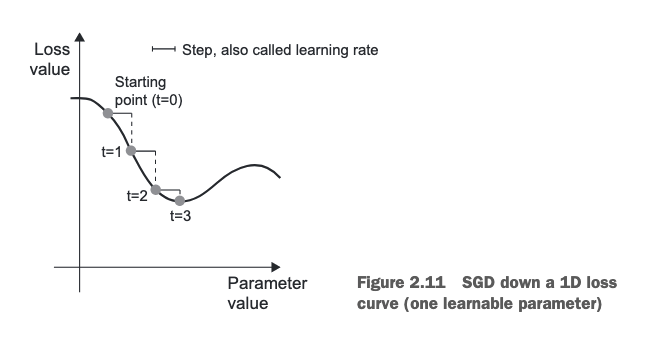 Loss
value
Step, also called learning rate
Starting
point (t=0)
t=1
t=2
t=3
Parameter
value
Figure 2.11 SGD down a 1D loss
curve (one learnable parameter)